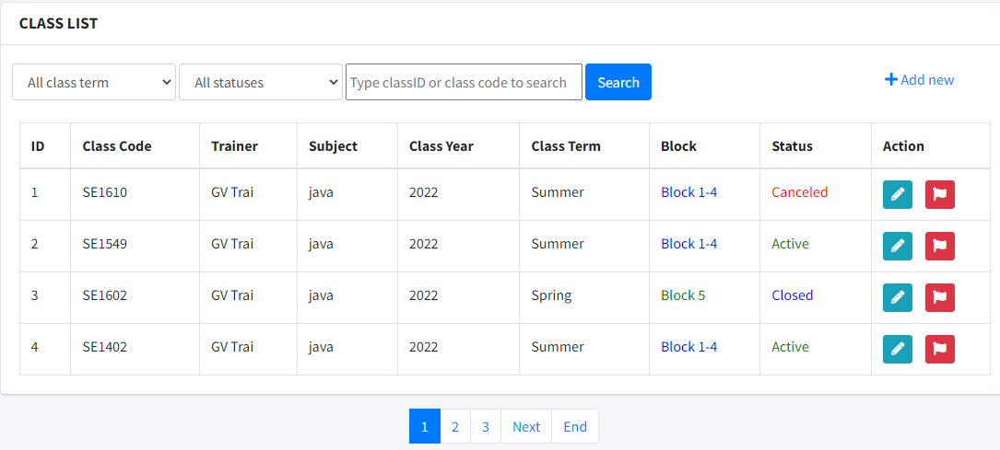 CLASS LIST
All class term All statuses Type classID or class code to search Search Add new
ID Class Code Trainer Subject Class Year Class Term Block Status Action
1 SE1610 GV Trai java 2022 Summer Block 1-4 Canceled
2 SE1549 GV Trai java 2022 Summer Block 1-4 Active
3 SE1602 GV Trai java 2022 Spring Block 5 Closed
4 SE1402 GV Trai java 2022 Summer Block 1-4 Active
1 2 3 Next End